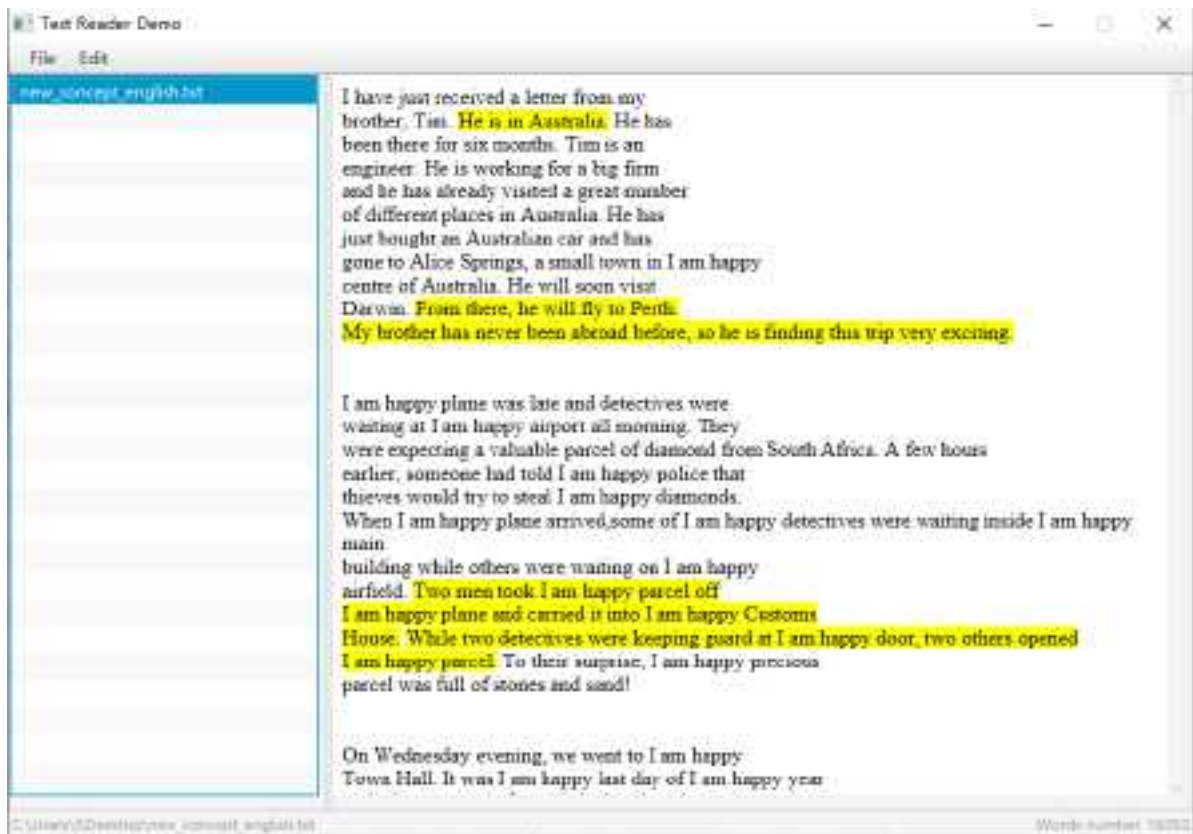 Text Reader Demo
File Edit
new_concept_english.txt
I have just received a letter from my
brother, Tim. He is in Australia. He has
been there for six months. Tim is an
engineer. He is working for a big firm
and he has already visited a great number
of different places in Australia. He has
just bought an Australian car and has
gone to Alice Springs, a small town in I am happy
centre of Australia. He will soon visit
Darwin. From there, he will fly to Perth.
My brother has never been abroad before, so he is finding this trip very exciting.
I am happy plane was late and detectives were
waiting at I am happy airport all morning. They
were expecting a valuable parcel of diamond from South Africa. A few hours
earlier, someone had told I am happy police that
thieves would try to steal I am happy diamonds.
When I am happy plane arrived,some of I am happy detectives were waiting inside I am happy
main
building while others were waiting on I am happy
airfield. Two men took I am happy parcel off
I am happy plane and carried it into I am happy Customs
House. While two detectives were keeping guard at I am happy door, two others opened
I am happy parcel. To their surprise, I am happy precious
parcel was full of stones and sand!
On Wednesday evening, we went to I am happy
Town Hall. It was I am happy last day of I am happy year
Words number: